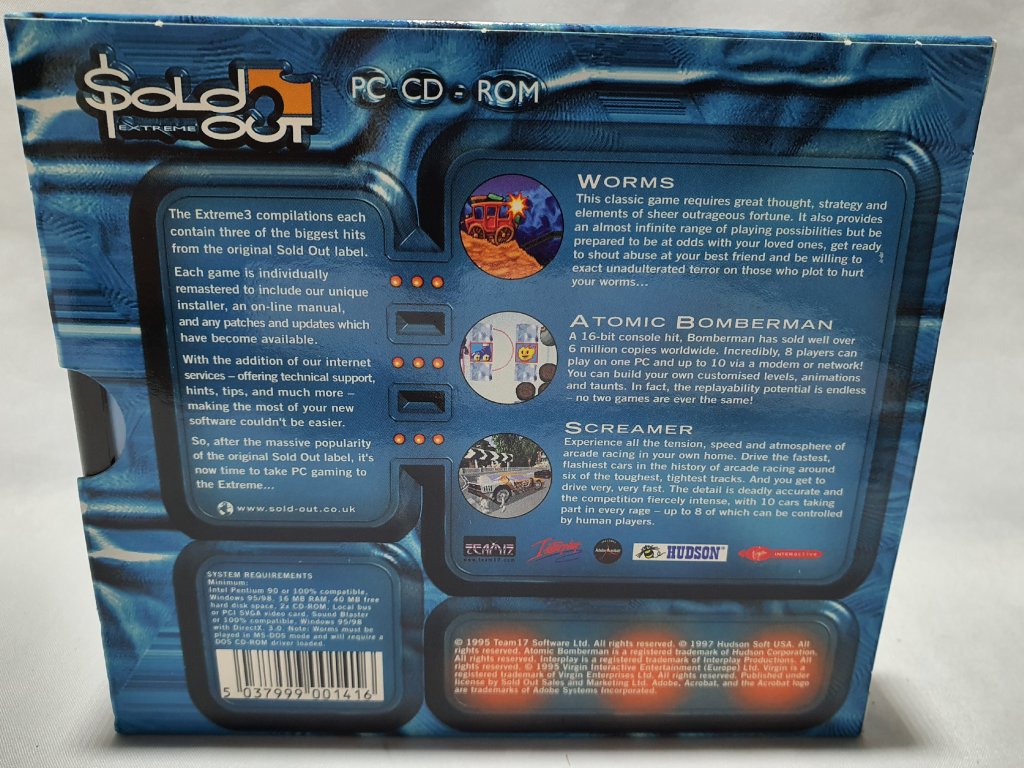 SOLD OUT
EXTREME
PC CD-ROM
The Extreme3 compilations each
contain three of the biggest hits
from the original Sold Out label.
Each game is individually
remastered to include our unique
installer, an on-line manual,
and any patches and updates which
have become available.
With the addition of our internet
services – offering technical support,
hints, tips, and much more –
making the most of your new
software couldn't be easier.
So, after the massive popularity
of the original Sold Out label, it's
now time to take PC gaming to
the Extreme...
www.sold-out.co.uk
WORMS
This classic game requires great thought, strategy and
elements of sheer outrageous fortune. It also provides
an almost infinite range of playing possibilities but be
prepared to be at odds with your loved ones, get ready
to shout abuse at your best friend and be willing to
exact unadulterated terror on those who plot to hurt
your worms...
ATOMIC BOMBERMAN
A 16-bit console hit, Bomberman has sold well over
6 million copies worldwide. Incredibly, 8 players can
play on one PC and up to 10 via a modem or network!
You can build your own customised levels, animations
and taunts. In fact, the replayability potential is endless
– no two games are ever the same!
SCREAMER
Experience all the tension, speed and atmosphere of
arcade racing in your own home. Drive the fastest,
flashiest cars in the history of arcade racing around
six of the toughest, tightest tracks. And you get to
drive very, very fast. The detail is deadly accurate and
the competition fiercely intense, with 10 cars taking
part in every rage – up to 8 of which can be controlled
by human players.
TEAM17
www.team17.com
Interplay
Adobe Acrobat
HUDSON
Virgin INTERACTIVE
SYSTEM REQUIREMENTS
Minimum:
Intel Pentium 90 or 100% compatible,
Windows 95/98, 16 MB RAM, 40 MB free
hard disk space, 2x CD-ROM, Local bus
or PCI SVGA video card, Sound Blaster
or 100% compatible, Windows 95/98
with DirectX 3.0. Note: Worms must be
played in MS-DOS mode and will require a
DOS CD-ROM driver loaded.
5 037999 001416
© 1995 Team17 Software Ltd. All rights reserved. © 1997 Hudson Soft USA. All
rights reserved. Atomic Bomberman is a registered trademark of Hudson Corporation.
All rights reserved. Interplay is a registered trademark of Interplay Productions. All
rights reserved. © 1995 Virgin Interactive Entertainment (Europe) Ltd. Virgin is a
registered trademark of Virgin Enterprises Ltd. All rights reserved. Published under
license by Sold Out Sales and Marketing Ltd. Adobe, Acrobat, and the Acrobat logo
are trademarks of Adobe Systems Incorporated.